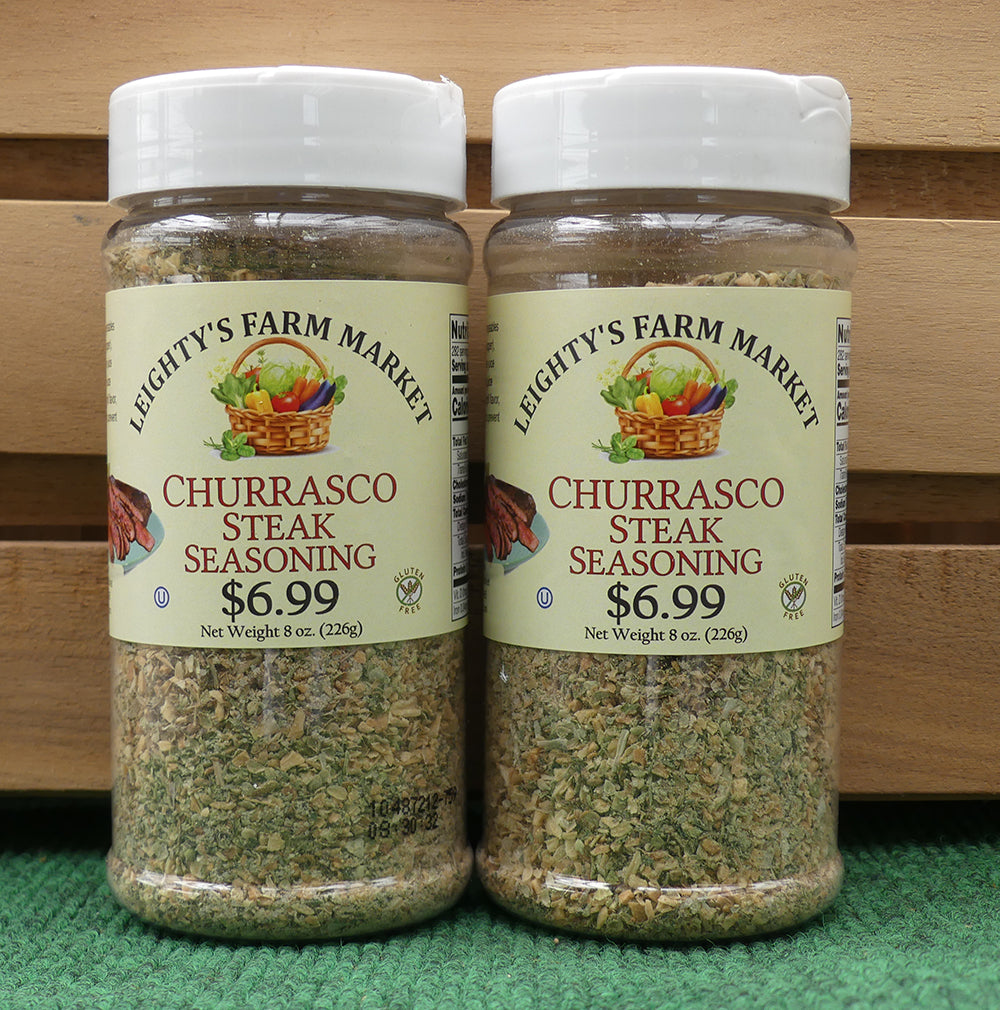 LEIGHTY'S FARM MARKET
CHURRASCO
STEAK
SEASONING
$6.99
Net Weight 8 oz. (226g)
U
GLUTEN
FREE
flavor,
LEIGHTY'S FARM MARKET
CHURRASCO
STEAK
SEASONING
$6.99
Net Weight 8 oz. (226g)
U
GLUTEN
FREE